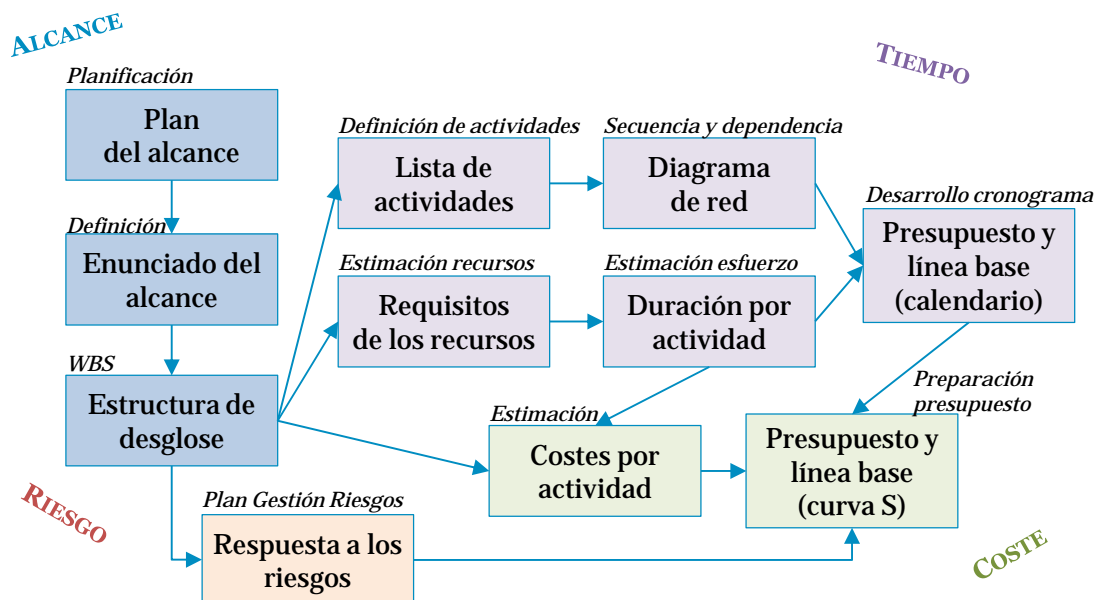 ALCANCE
TIEMPO
Planificación
Plan
del alcance
Definición de actividades
Lista de
actividades
Secuencia y dependencia
Diagrama
de red
Desarrollo cronograma
Presupuesto y
línea base
(calendario)
Definición
Enunciado del
alcance
Estimación recursos
Requisitos
de los recursos
Estimación esfuerzo
Duración por
actividad
WBS
Estructura de
desglose
Estimación
Costes por
actividad
Preparación
presupuesto
Presupuesto y
línea base
(curva S)
RIESGO
Plan Gestión Riesgos
Respuesta a los
riesgos
COSTE